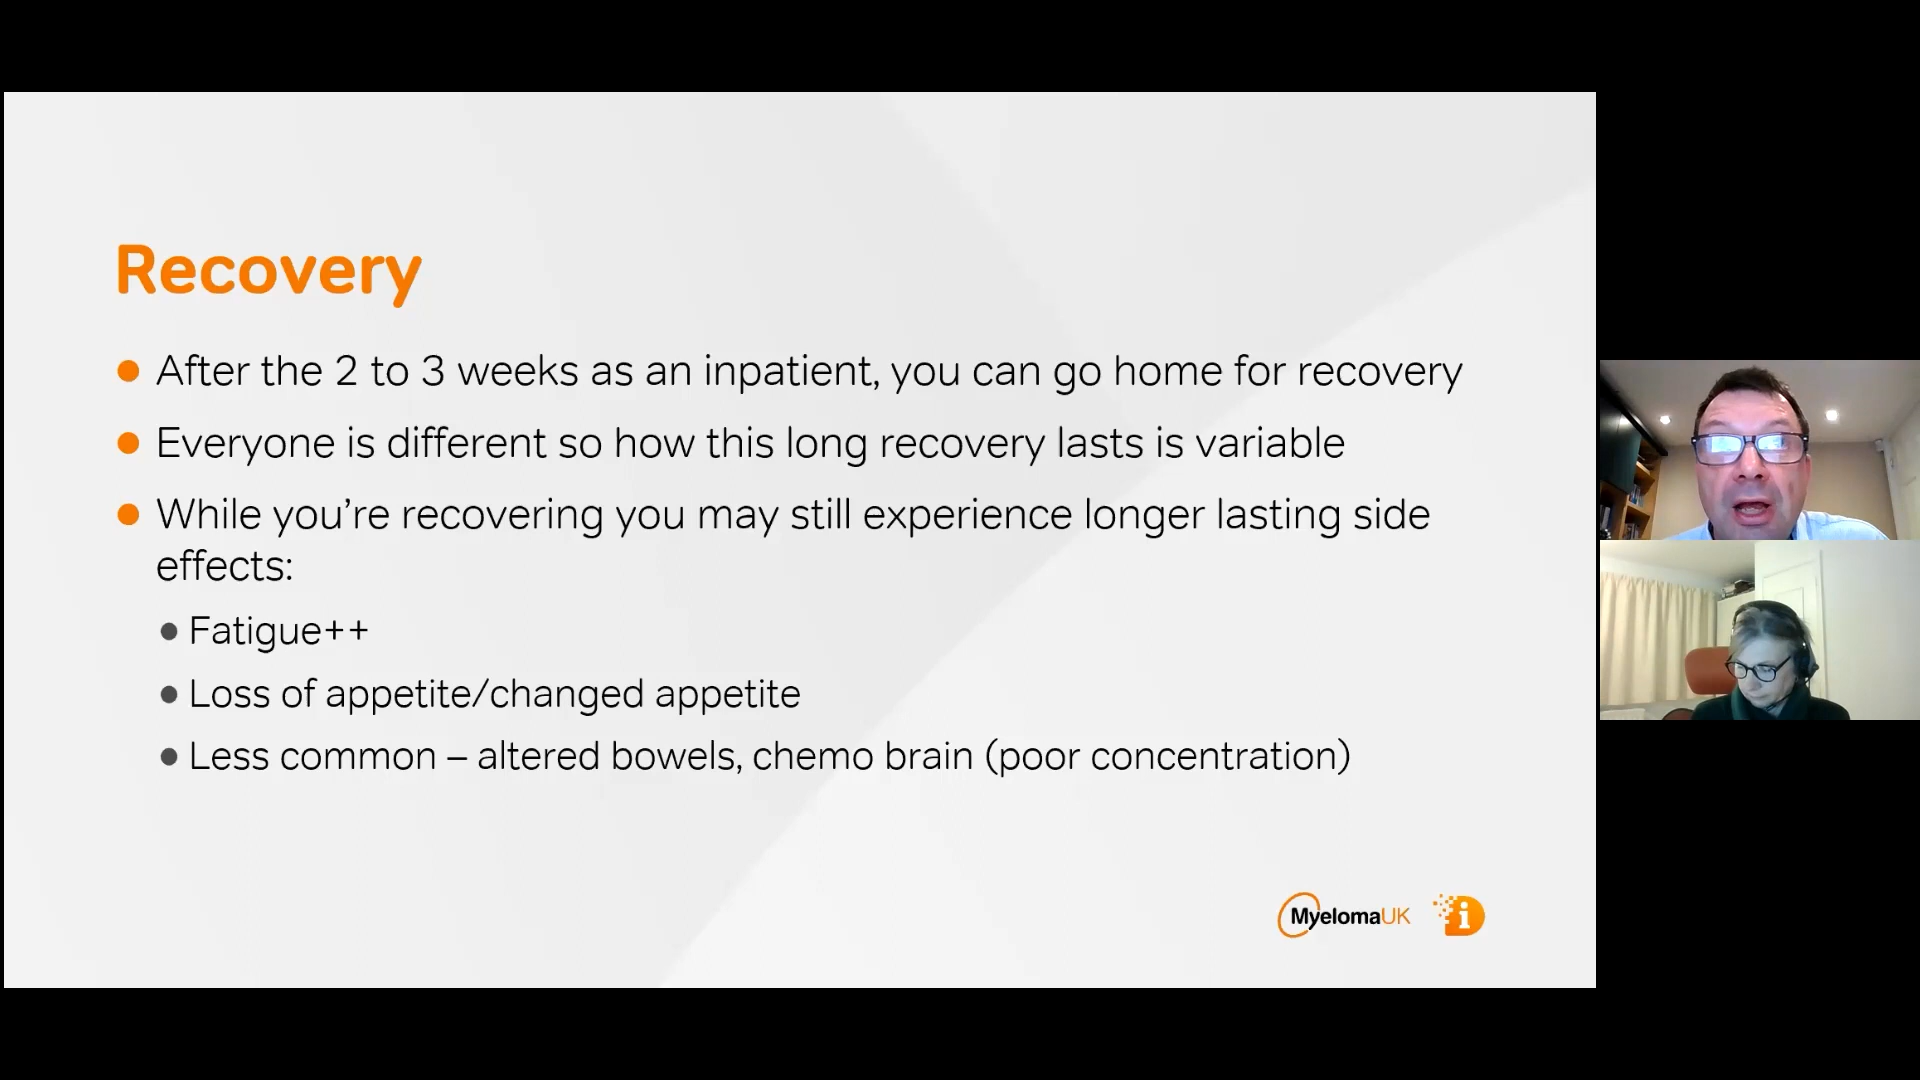 Recovery
After the 2 to 3 weeks as an inpatient, you can go home for recovery
Everyone is different so how this long recovery lasts is variable
While you're recovering you may still experience longer lasting side
effects:
Fatigue++
Loss of appetite/changed appetite
Less common – altered bowels, chemo brain (poor concentration)
MyelomaUK
i